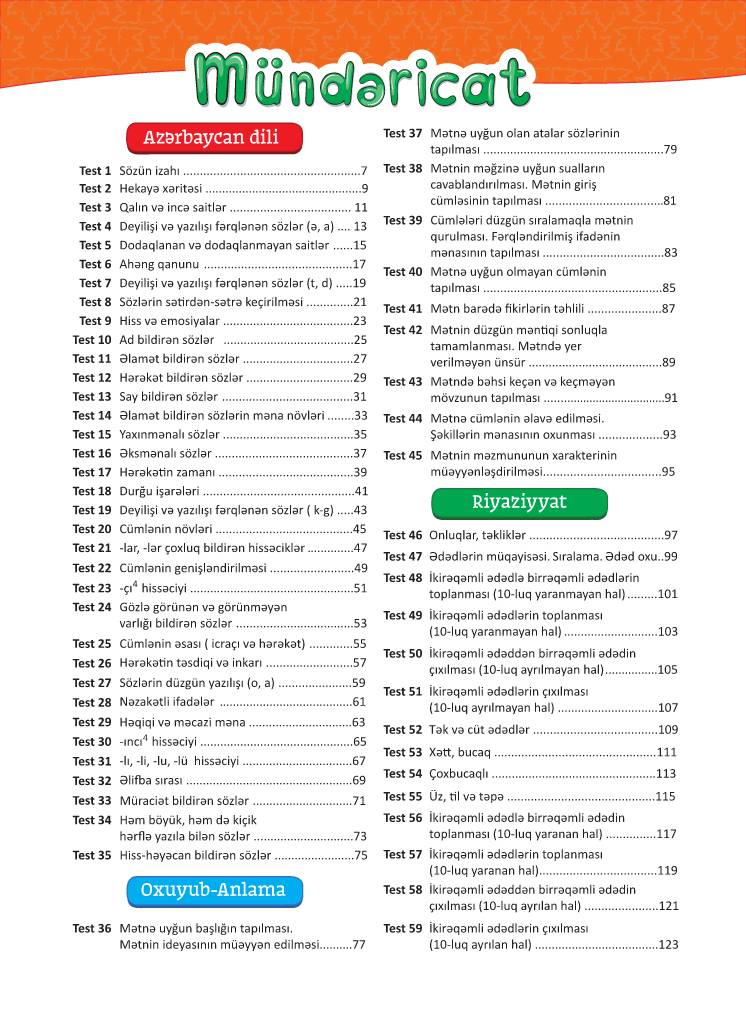 Mündəricat
Azərbaycan dili
Test 1 Sözün izahı ....................................................7
Test 2 Hekayə xəritəsi ..............................................9
Test 3 Qalın və incə saitlər ................................... 11
Test 4 Deyilişi və yazılışı fərqlənən sözlər (ə, a) .... 13
Test 5 Dodaqlanan və dodaqlanmayan saitlər ......15
Test 6 Ahəng qanunu ...........................................17
Test 7 Deyilişi və yazılışı fərqlənən sözlər (t, d) .....19
Test 8 Sözlərin sətirdən-sətrə keçirilməsi .............21
Test 9 Hiss və emosiyalar ......................................23
Test 10 Ad bildirən sözlər ......................................25
Test 11 Əlamət bildirən sözlər ................................27
Test 12 Hərəkət bildirən sözlər ...............................29
Test 13 Say bildirən sözlər ......................................31
Test 14 Əlamət bildirən sözlərin məna növləri ........33
Test 15 Yaxınmənalı sözlər ......................................35
Test 16 Əksmənalı sözlər ........................................37
Test 17 Hərəkətin zamanı .......................................39
Test 18 Durğu işarələri ............................................41
Test 19 Deyilişi və yazılışı fərqlənən sözlər ( k-g) .....43
Test 20 Cümlənin növləri ........................................45
Test 21 -lar, -lər çoxluq bildirən hissəciklər .............47
Test 22 Cümlənin genişləndirilməsi ........................49
Test 23 -çı⁴ hissəciyi ................................................51
Test 24 Gözlə görünən və görünməyən
varlığı bildirən sözlər ..................................53
Test 25 Cümlənin əsası ( icraçı və hərəkət) .............55
Test 26 Hərəkətin təsdiqi və inkarı .........................57
Test 27 Sözlərin düzgün yazılışı (o, a) .....................59
Test 28 Nəzakətli ifadələr .......................................61
Test 29 Həqiqi və məcazi məna ..............................63
Test 30 -ıncı⁴ hissəciyi .............................................65
Test 31 -lı, -li, -lu, -lü hissəciyi ................................67
Test 32 Əlifba sırası .................................................69
Test 33 Müraciət bildirən sözlər .............................71
Test 34 Həm böyük, həm də kiçik
hərflə yazıla bilən sözlər .............................73
Test 35 Hiss-həyəcan bildirən sözlər .......................75
Oxuyub-Anlama
Test 36 Mətnə uyğun başlığın tapılması.
Mətnin ideyasının müəyyən edilməsi..........77
Test 37 Mətnə uyğun olan atalar sözlərinin
tapılması ....................................................79
Test 38 Mətnin məğzinə uyğun sualların
cavablandırılması. Mətnin giriş
cümləsinin tapılması ..................................81
Test 39 Cümlələri düzgün sıralamaqla mətnin
qurulması. Fərqləndirilmiş ifadənin
mənasının tapılması ...................................83
Test 40 Mətnə uyğun olmayan cümlənin
tapılması ....................................................85
Test 41 Mətn barədə fikirlərin təhlili ......................87
Test 42 Mətnin düzgün məntiqi sonluqla
tamamlanması. Mətndə yer
verilməyən ünsür .......................................89
Test 43 Mətndə bəhsi keçən və keçməyən
mövzunun tapılması ...................................91
Test 44 Mətnə cümlənin əlavə edilməsi.
Şəkillərin mənasının oxunması ...................93
Test 45 Mətnin məzmununun xarakterinin
müəyyənləşdirilməsi...................................95
Riyaziyyat
Test 46 Onluqlar, təkliklər .......................................97
Test 47 Ədədlərin müqayisəsi. Sıralama. Ədəd oxu..99
Test 48 İkirəqəmli ədədlə birrəqəmli ədədlərin
toplanması (10-luq yaranmayan hal) .........101
Test 49 İkirəqəmli ədədlərin toplanması
(10-luq yaranmayan hal) ...........................103
Test 50 İkirəqəmli ədəddən birrəqəmli ədədin
çıxılması (10-luq ayrılmayan hal)...............105
Test 51 İkirəqəmli ədədlərin çıxılması
(10-luq ayrılmayan hal) .............................107
Test 52 Tək və cüt ədədlər ....................................109
Test 53 Xətt, bucaq ...............................................111
Test 54 Çoxbucaqlı ................................................113
Test 55 Üz, til və təpə ...........................................115
Test 56 İkirəqəmli ədədlə birrəqəmli ədədin
toplanması (10-luq yaranan hal) ...............117
Test 57 İkirəqəmli ədədlərin toplanması
(10-luq yaranan hal)..................................119
Test 58 İkirəqəmli ədəddən birrəqəmli ədədin
çıxılması (10-luq ayrılan hal) .....................121
Test 59 İkirəqəmli ədədlərin çıxılması
(10-luq ayrılan hal) ...................................123